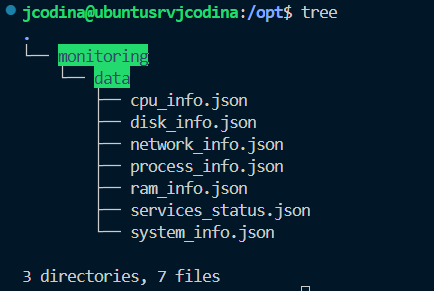 jcodina@ubuntusrvjcodina:/opt$ tree
.
└── monitoring
    └── data
        ├── cpu_info.json
        ├── disk_info.json
        ├── network_info.json
        ├── process_info.json
        ├── ram_info.json
        ├── services_status.json
        └── system_info.json

3 directories, 7 files